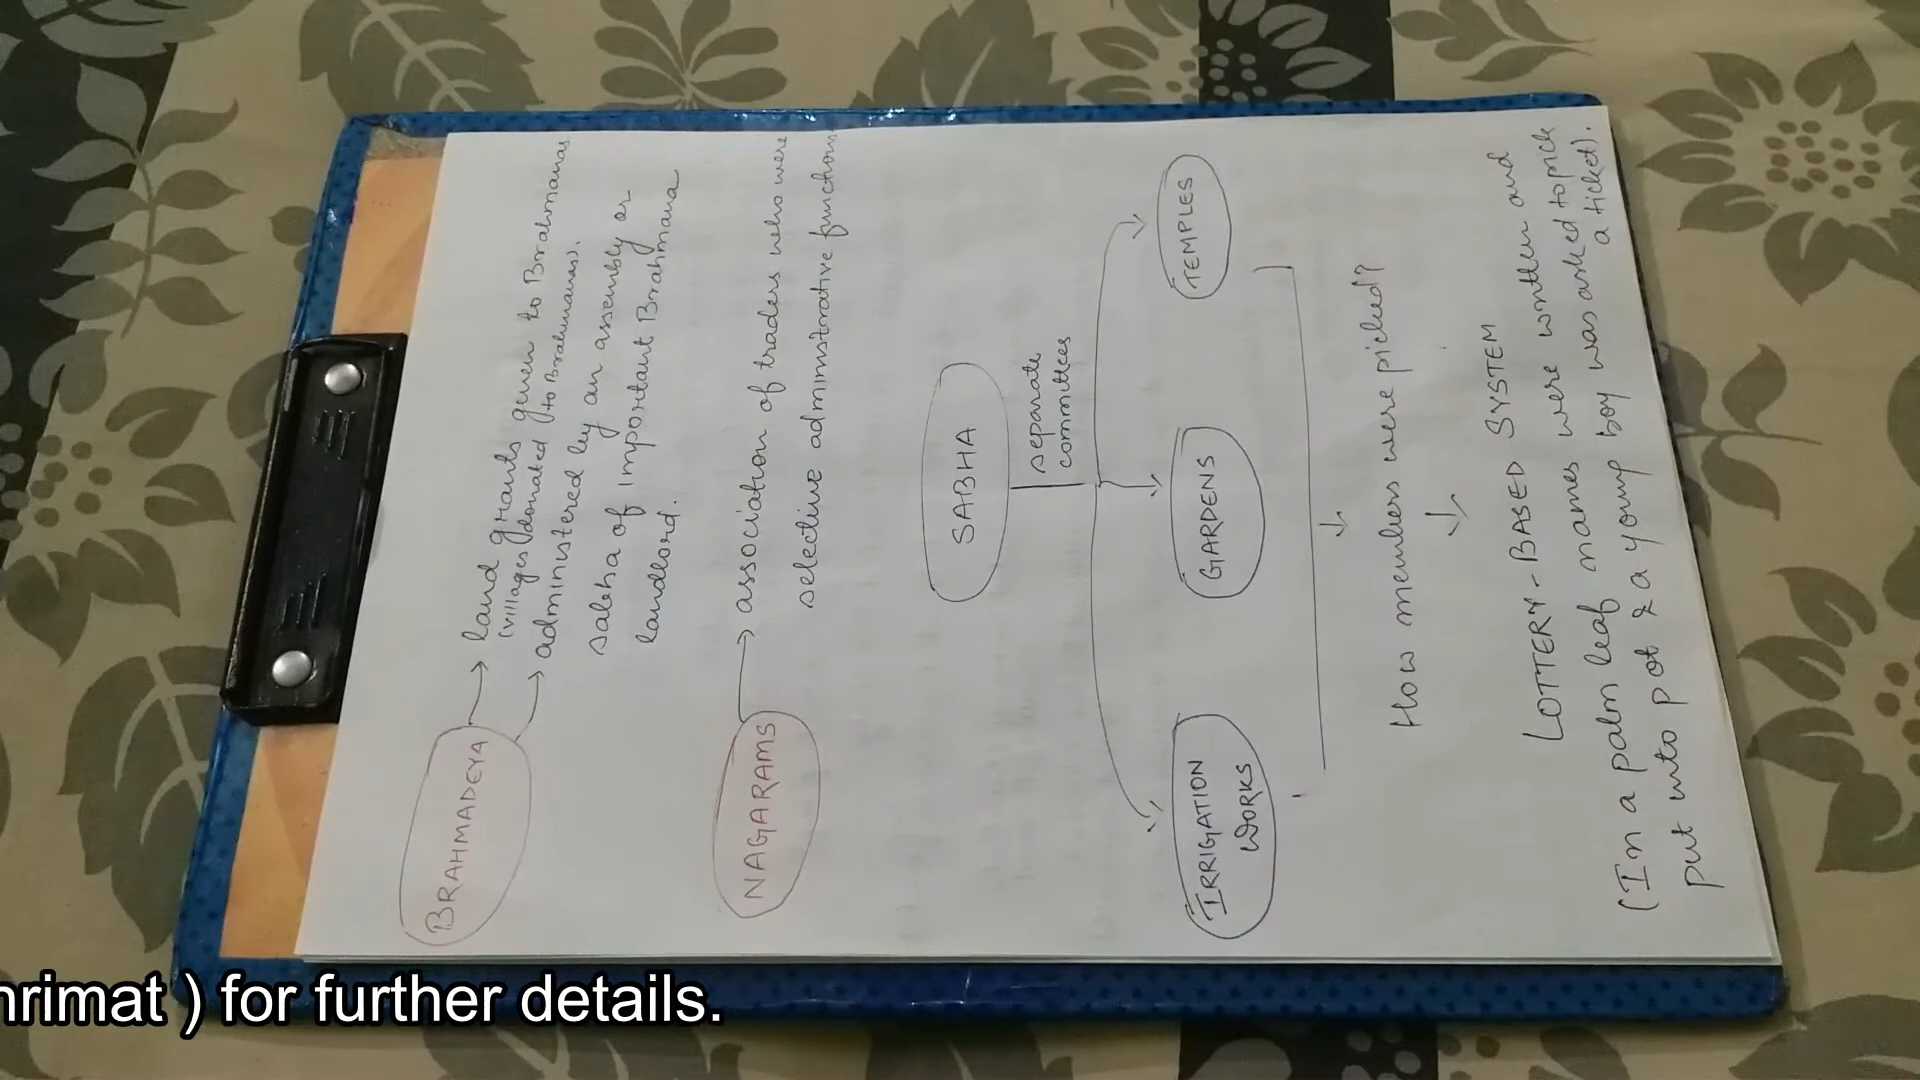 BRAHMADEYA
→ land grants given to Brahmanas
(villages donated to Brahmanas).
→ administered by an assembly or
sabha of important Brahmana
landlord.
NAGARAMS
→ association of traders who were
selective administrative functions
SABHA
separate
committees
IRRIGATION
WORKS
GARDENS
TEMPLES
How members were picked?
LOTTERY-BASED SYSTEM
(In a palm leaf names were written and
put into pot & a young boy was asked to pick
a ticket).
hrimat ) for further details.